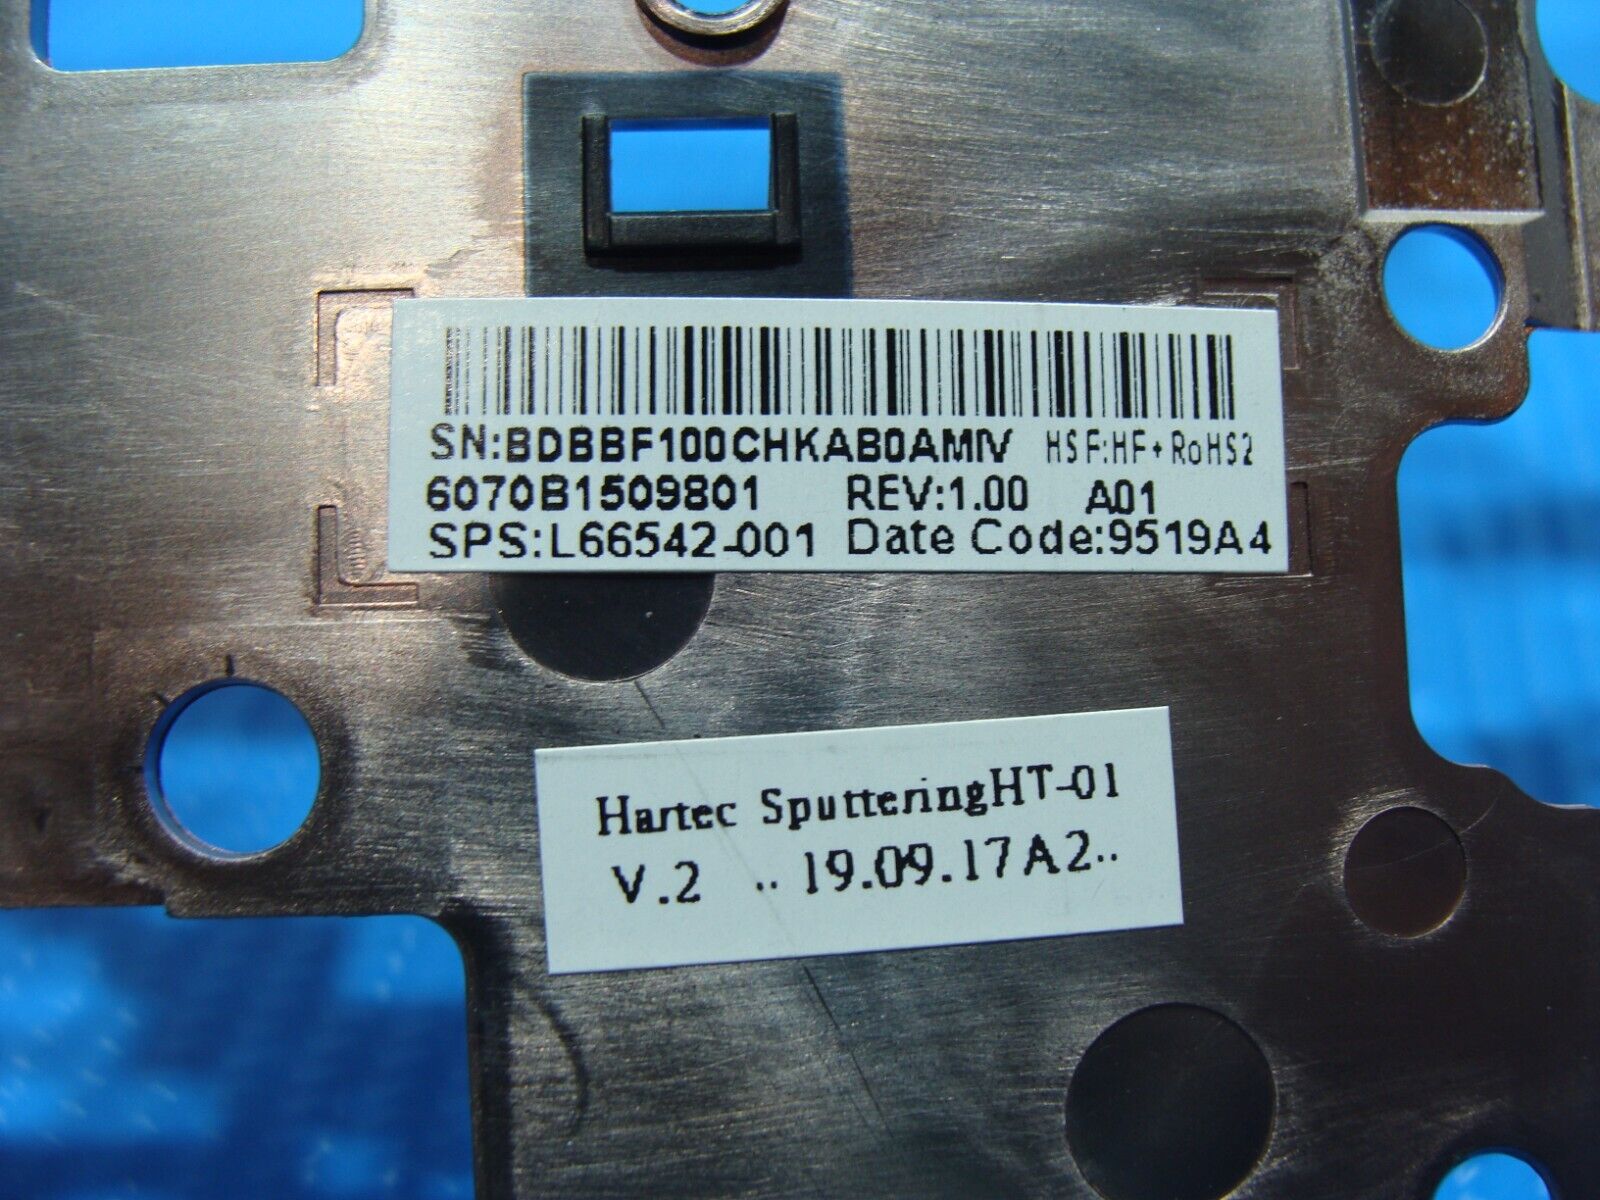 SN:BDBBF100CHKAB0AMIV HSF:HF+RoHS2
6070B1509801 REV:1.00 A01
SPS:L66542-001 Date Code:9519A4
Hartec SputteringHT-01
V.2 .. 19.09.17A2..